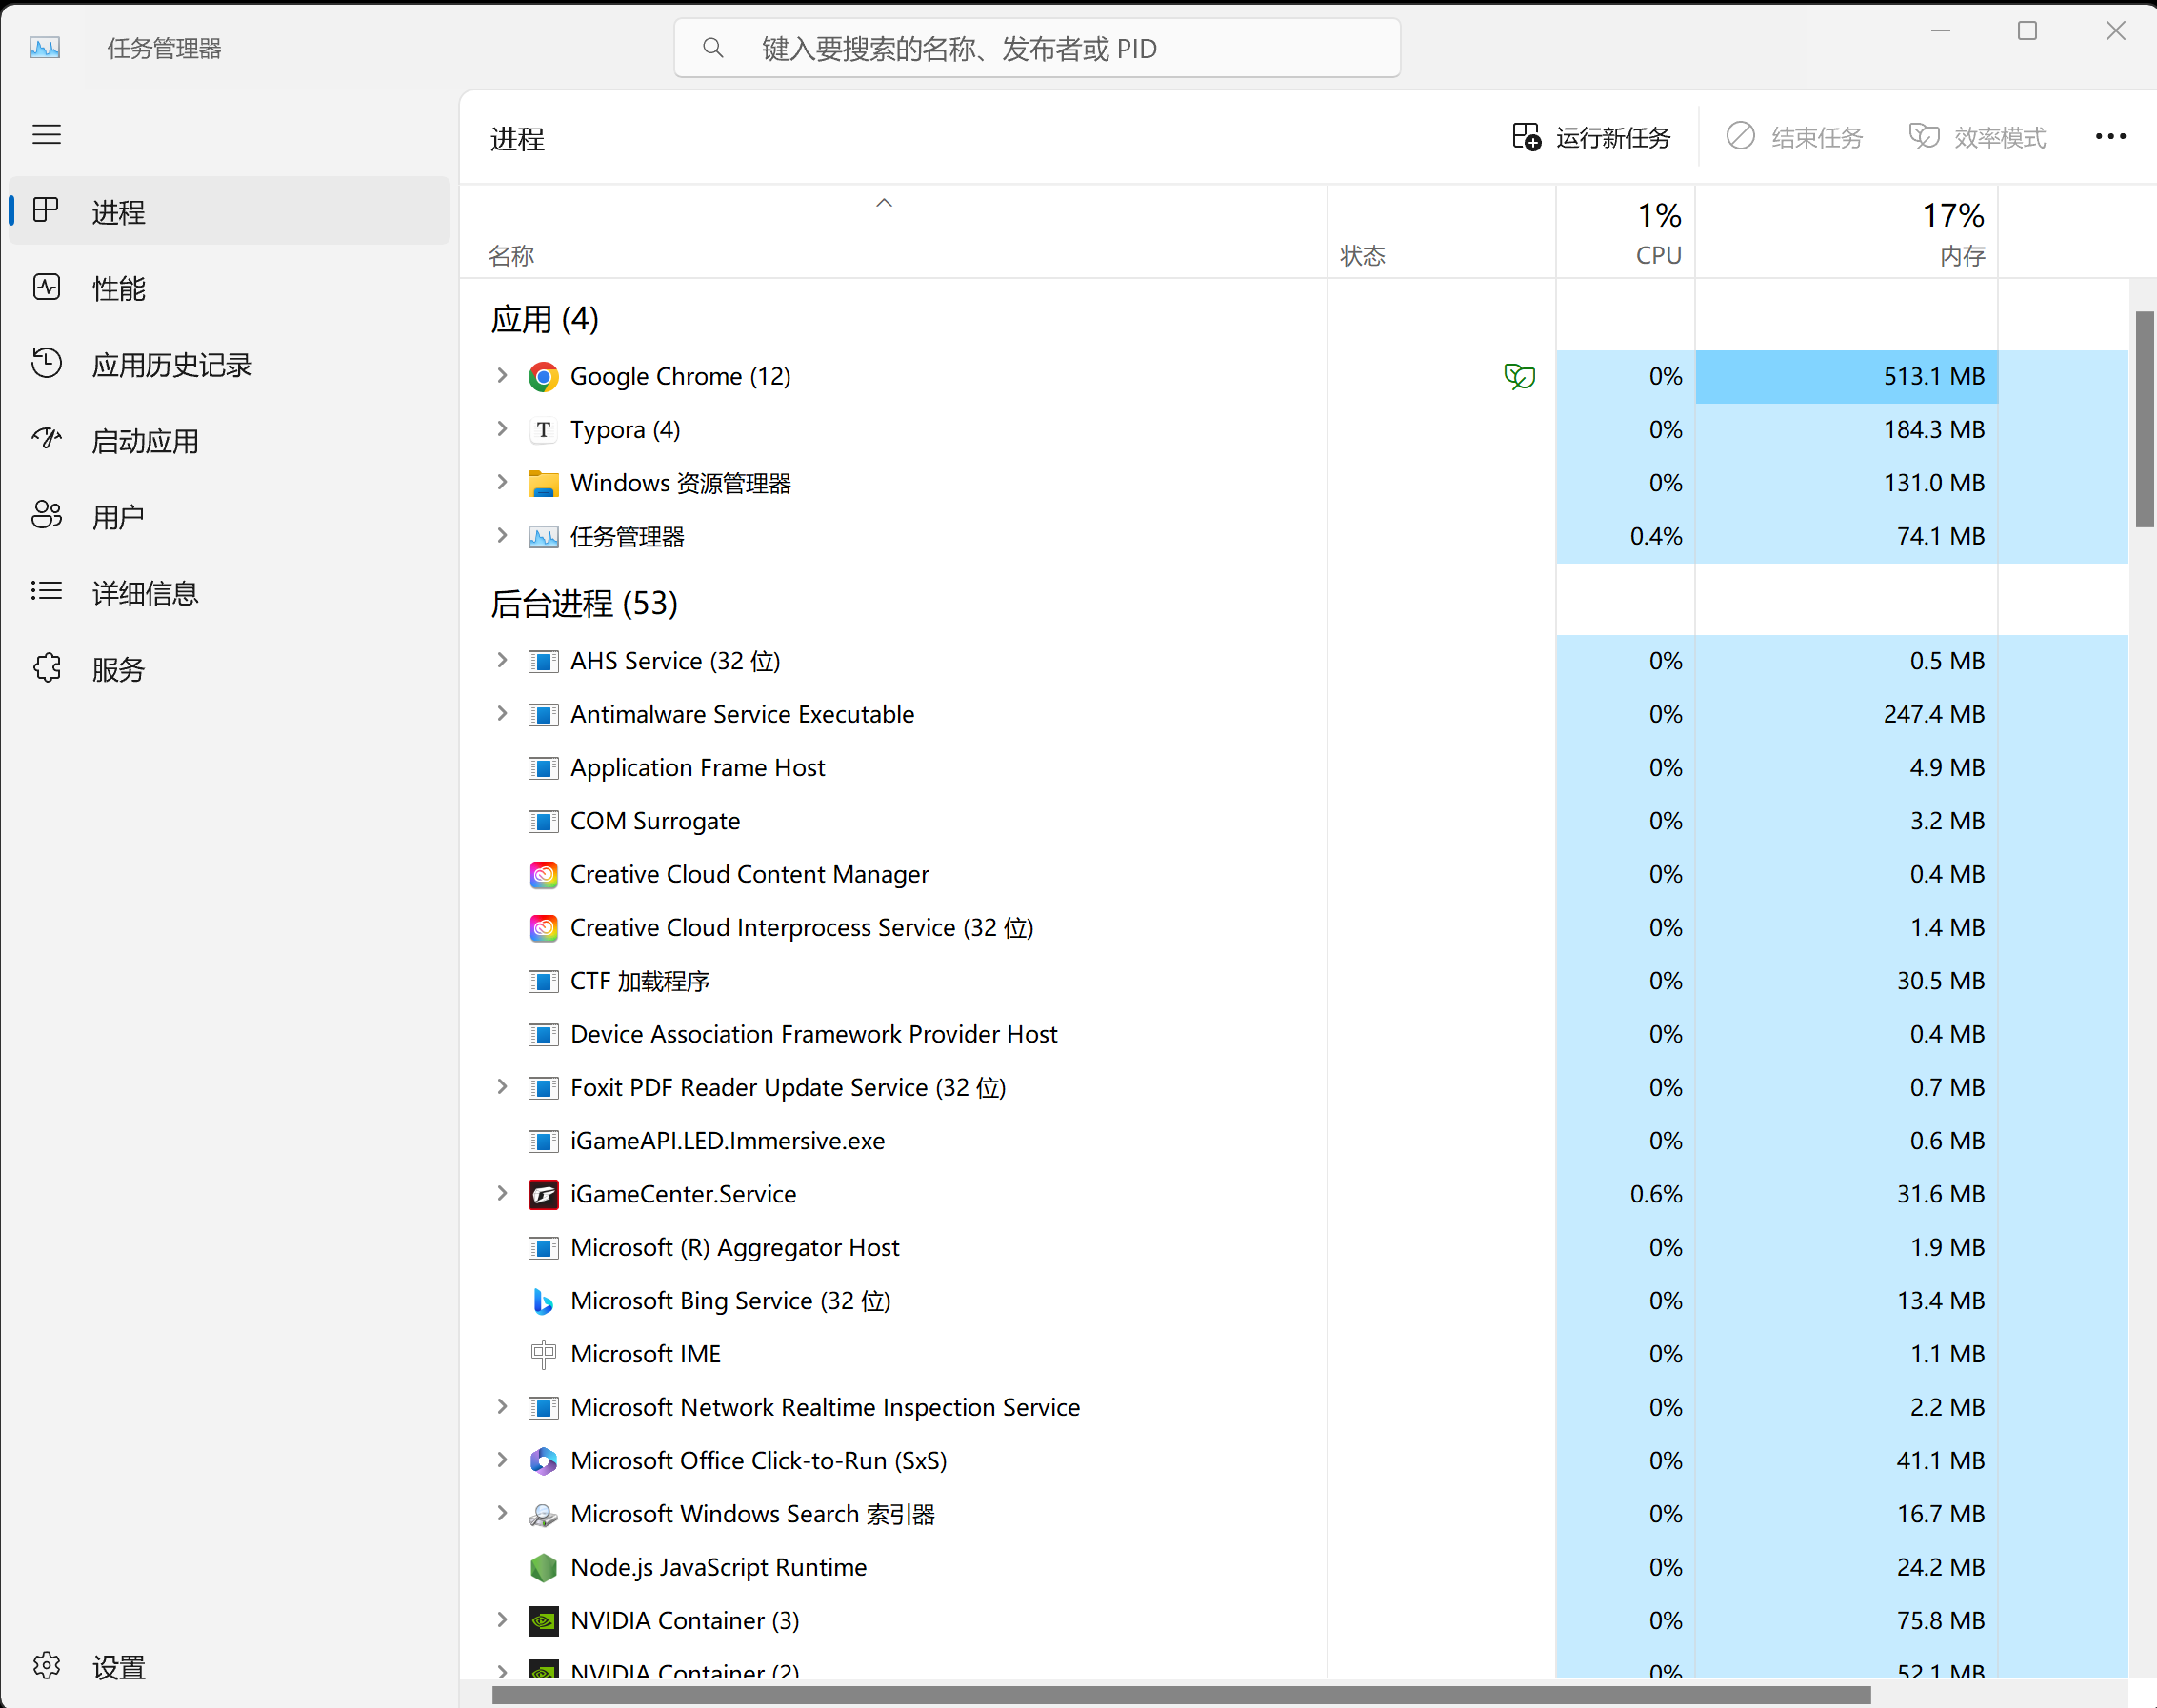 任务管理器
键入要搜索的名称、发布者或 PID
进程
性能
应用历史记录
启动应用
用户
详细信息
服务
设置
进程 运行新任务 结束任务 效率模式
1% 17%
名称 状态 CPU 内存
应用 (4)
Google Chrome (12) 0% 513.1 MB
T Typora (4) 0% 184.3 MB
Windows 资源管理器 0% 131.0 MB
任务管理器 0.4% 74.1 MB
后台进程 (53)
AHS Service (32 位) 0% 0.5 MB
Antimalware Service Executable 0% 247.4 MB
Application Frame Host 0% 4.9 MB
COM Surrogate 0% 3.2 MB
Creative Cloud Content Manager 0% 0.4 MB
Creative Cloud Interprocess Service (32 位) 0% 1.4 MB
CTF 加载程序 0% 30.5 MB
Device Association Framework Provider Host 0% 0.4 MB
Foxit PDF Reader Update Service (32 位) 0% 0.7 MB
iGameAPI.LED.Immersive.exe 0% 0.6 MB
iGameCenter.Service 0.6% 31.6 MB
Microsoft (R) Aggregator Host 0% 1.9 MB
Microsoft Bing Service (32 位) 0% 13.4 MB
Microsoft IME 0% 1.1 MB
Microsoft Network Realtime Inspection Service 0% 2.2 MB
Microsoft Office Click-to-Run (SxS) 0% 41.1 MB
Microsoft Windows Search 索引器 0% 16.7 MB
Node.js JavaScript Runtime 0% 24.2 MB
NVIDIA Container (3) 0% 75.8 MB
NVIDIA Container (2) 0% 52.1 MB